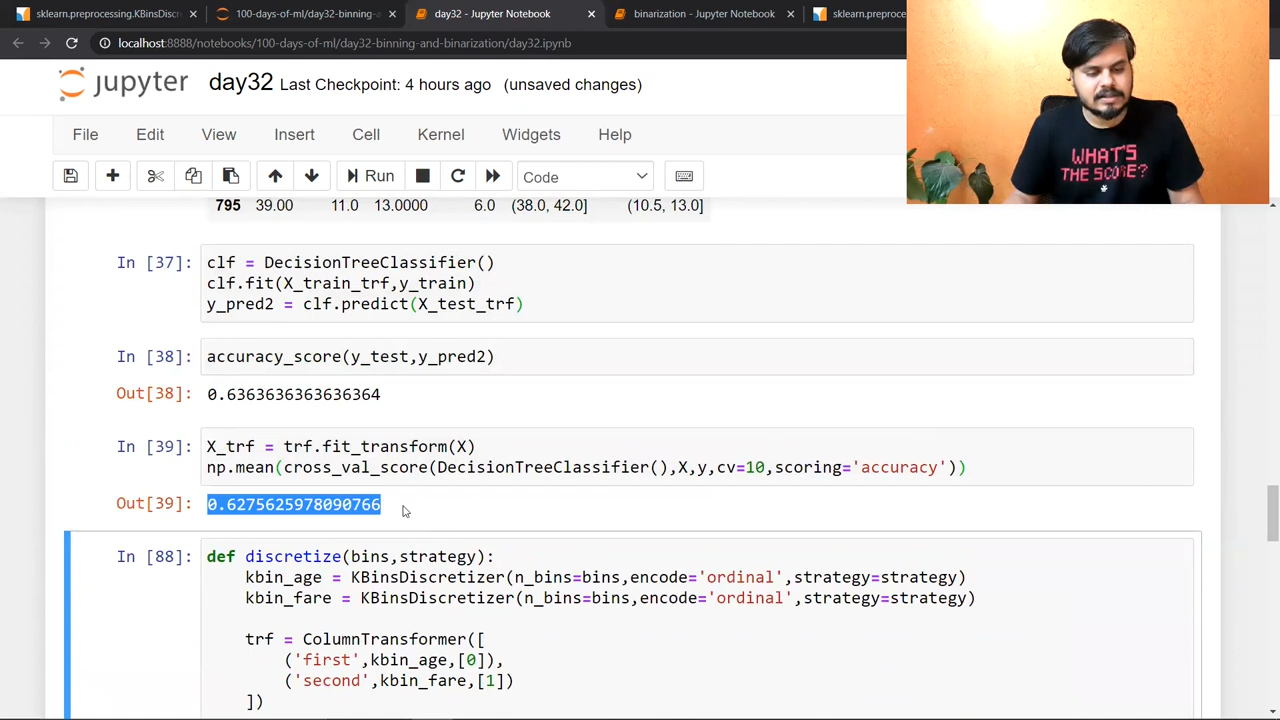 sklearn.preprocessing.KBinsDiscr
100-days-of-ml/day32-binning-a
day32 - Jupyter Notebook
binarization - Jupyter Notebook
sklearn.preproce
localhost:8888/notebooks/100-days-of-ml/day32-binning-and-binarization/day32.ipynb
jupyter day32 Last Checkpoint: 4 hours ago (unsaved changes)
File Edit View Insert Cell Kernel Widgets Help
Run Code
WHAT'S
THE SCORE?
795 39.00 11.0 13.0000 6.0 (38.0, 42.0] (10.5, 13.0]
In [37]: clf = DecisionTreeClassifier()
clf.fit(X_train_trf,y_train)
y_pred2 = clf.predict(X_test_trf)
In [38]: accuracy_score(y_test,y_pred2)
Out[38]: 0.6363636363636364
In [39]: X_trf = trf.fit_transform(X)
np.mean(cross_val_score(DecisionTreeClassifier(),X,y,cv=10,scoring='accuracy'))
Out[39]: 0.6275625978090766
In [88]: def discretize(bins,strategy):
kbin_age = KBinsDiscretizer(n_bins=bins,encode='ordinal',strategy=strategy)
kbin_fare = KBinsDiscretizer(n_bins=bins,encode='ordinal',strategy=strategy)
trf = ColumnTransformer([
('first',kbin_age,[0]),
('second',kbin_fare,[1])
])